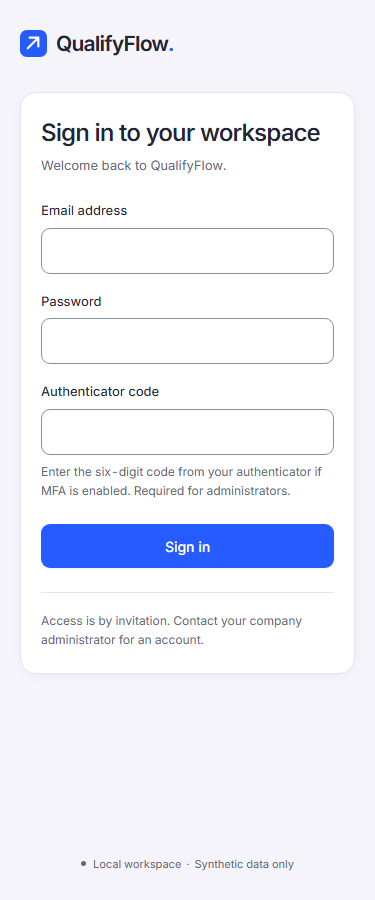 QualifyFlow.
Sign in to your workspace
Welcome back to QualifyFlow.
Email address
Password
Authenticator code
Enter the six-digit code from your authenticator if
MFA is enabled. Required for administrators.
Sign in
Access is by invitation. Contact your company
administrator for an account.
Local workspace · Synthetic data only